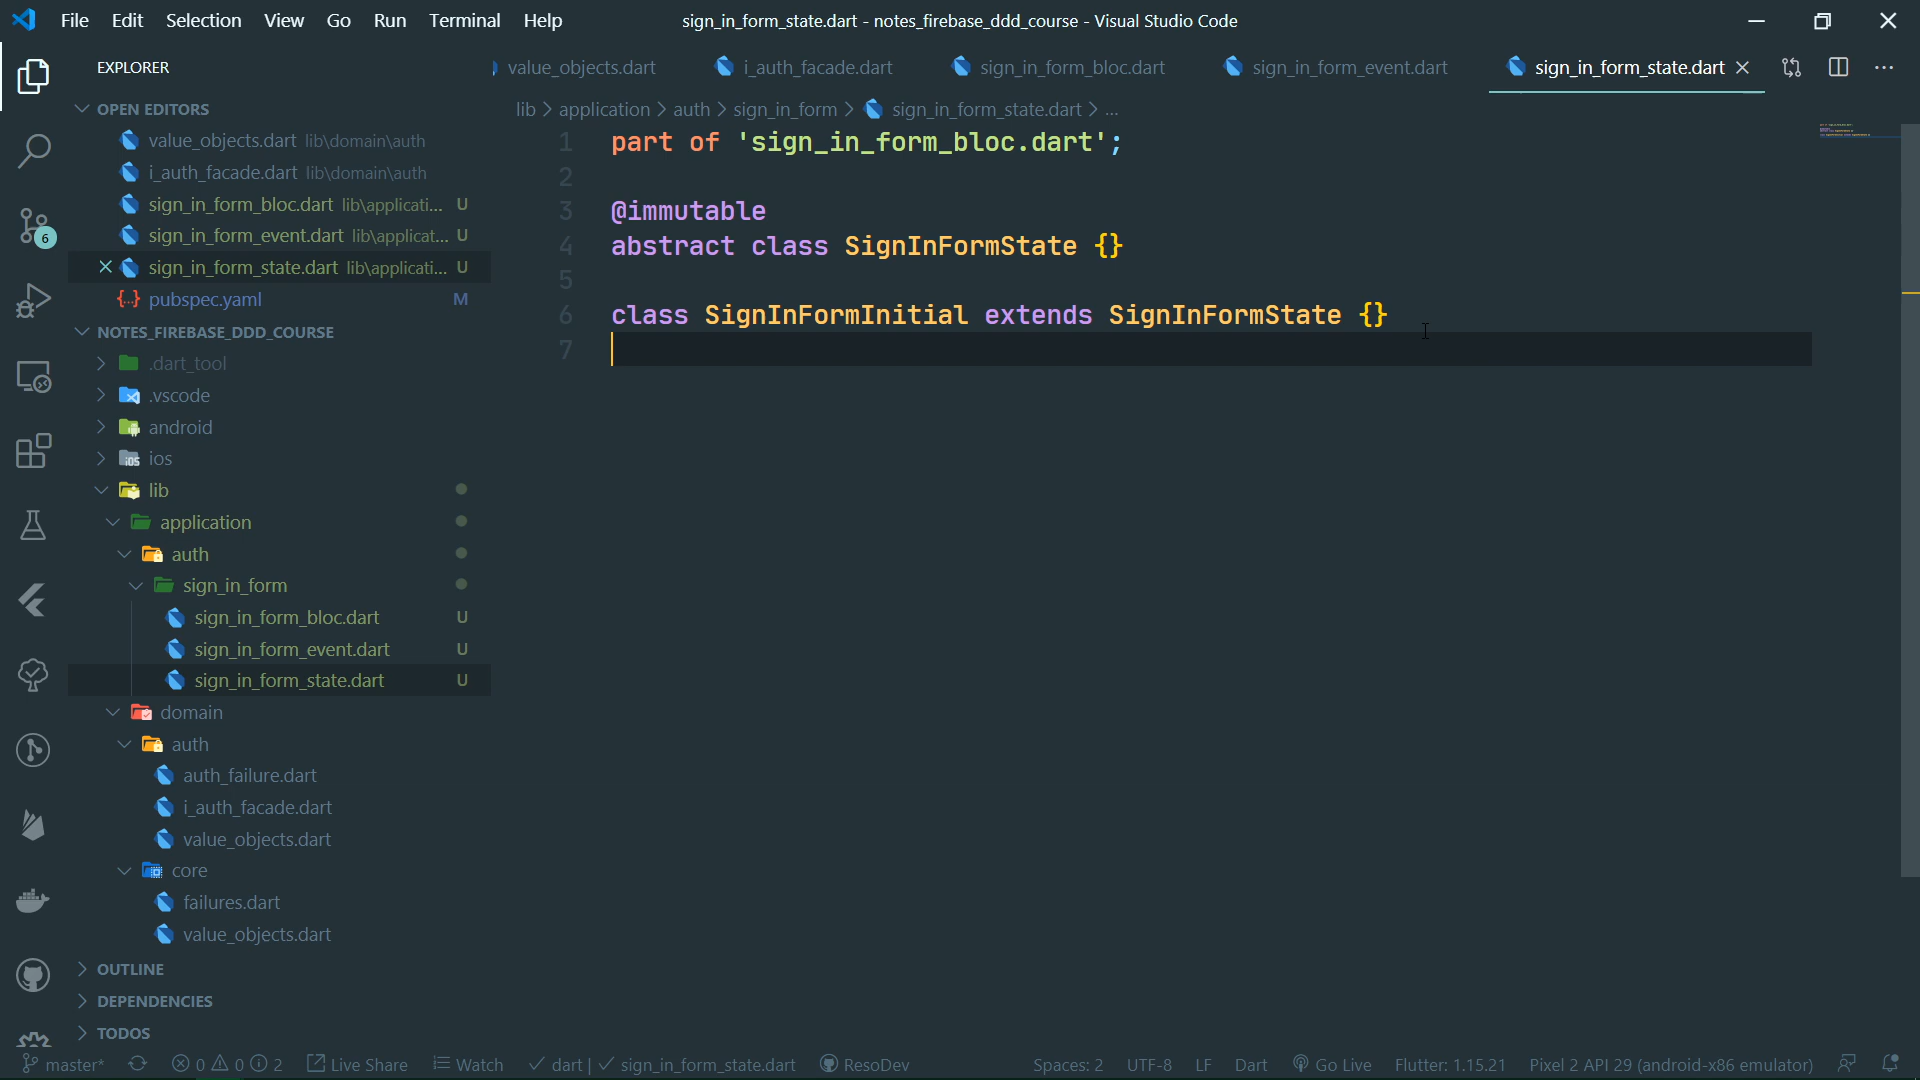 File Edit Selection View Go Run Terminal Help
sign_in_form_state.dart - notes_firebase_ddd_course - Visual Studio Code
EXPLORER
OPEN EDITORS
value_objects.dart lib\domain\auth
i_auth_facade.dart lib\domain\auth
sign_in_form_bloc.dart lib\applicati... U
sign_in_form_event.dart lib\applicat... U
sign_in_form_state.dart lib\applicati... U
{..} pubspec.yaml M
NOTES_FIREBASE_DDD_COURSE
.dart_tool
.vscode
android
ios
lib
application
auth
sign_in_form
sign_in_form_bloc.dart U
sign_in_form_event.dart U
sign_in_form_state.dart U
domain
auth
auth_failure.dart
i_auth_facade.dart
value_objects.dart
core
failures.dart
value_objects.dart
OUTLINE
DEPENDENCIES
TODOS
6
value_objects.dart i_auth_facade.dart sign_in_form_bloc.dart sign_in_form_event.dart sign_in_form_state.dart
lib > application > auth > sign_in_form > sign_in_form_state.dart > ...
1 part of 'sign_in_form_bloc.dart';
2
3 @immutable
4 abstract class SignInFormState {}
5
6 class SignInFormInitial extends SignInFormState {}
7
master* 0 0 2 Live Share Watch dart | sign_in_form_state.dart ResoDev Spaces: 2 UTF-8 LF Dart Go Live Flutter: 1.15.21 Pixel 2 API 29 (android-x86 emulator)